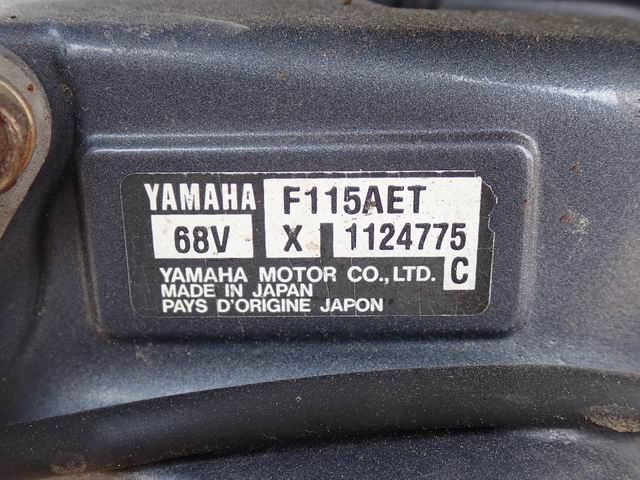 YAMAHA F115AET
68V X 1124775
YAMAHA MOTOR CO., LTD. C
MADE IN JAPAN
PAYS D'ORIGINE JAPON